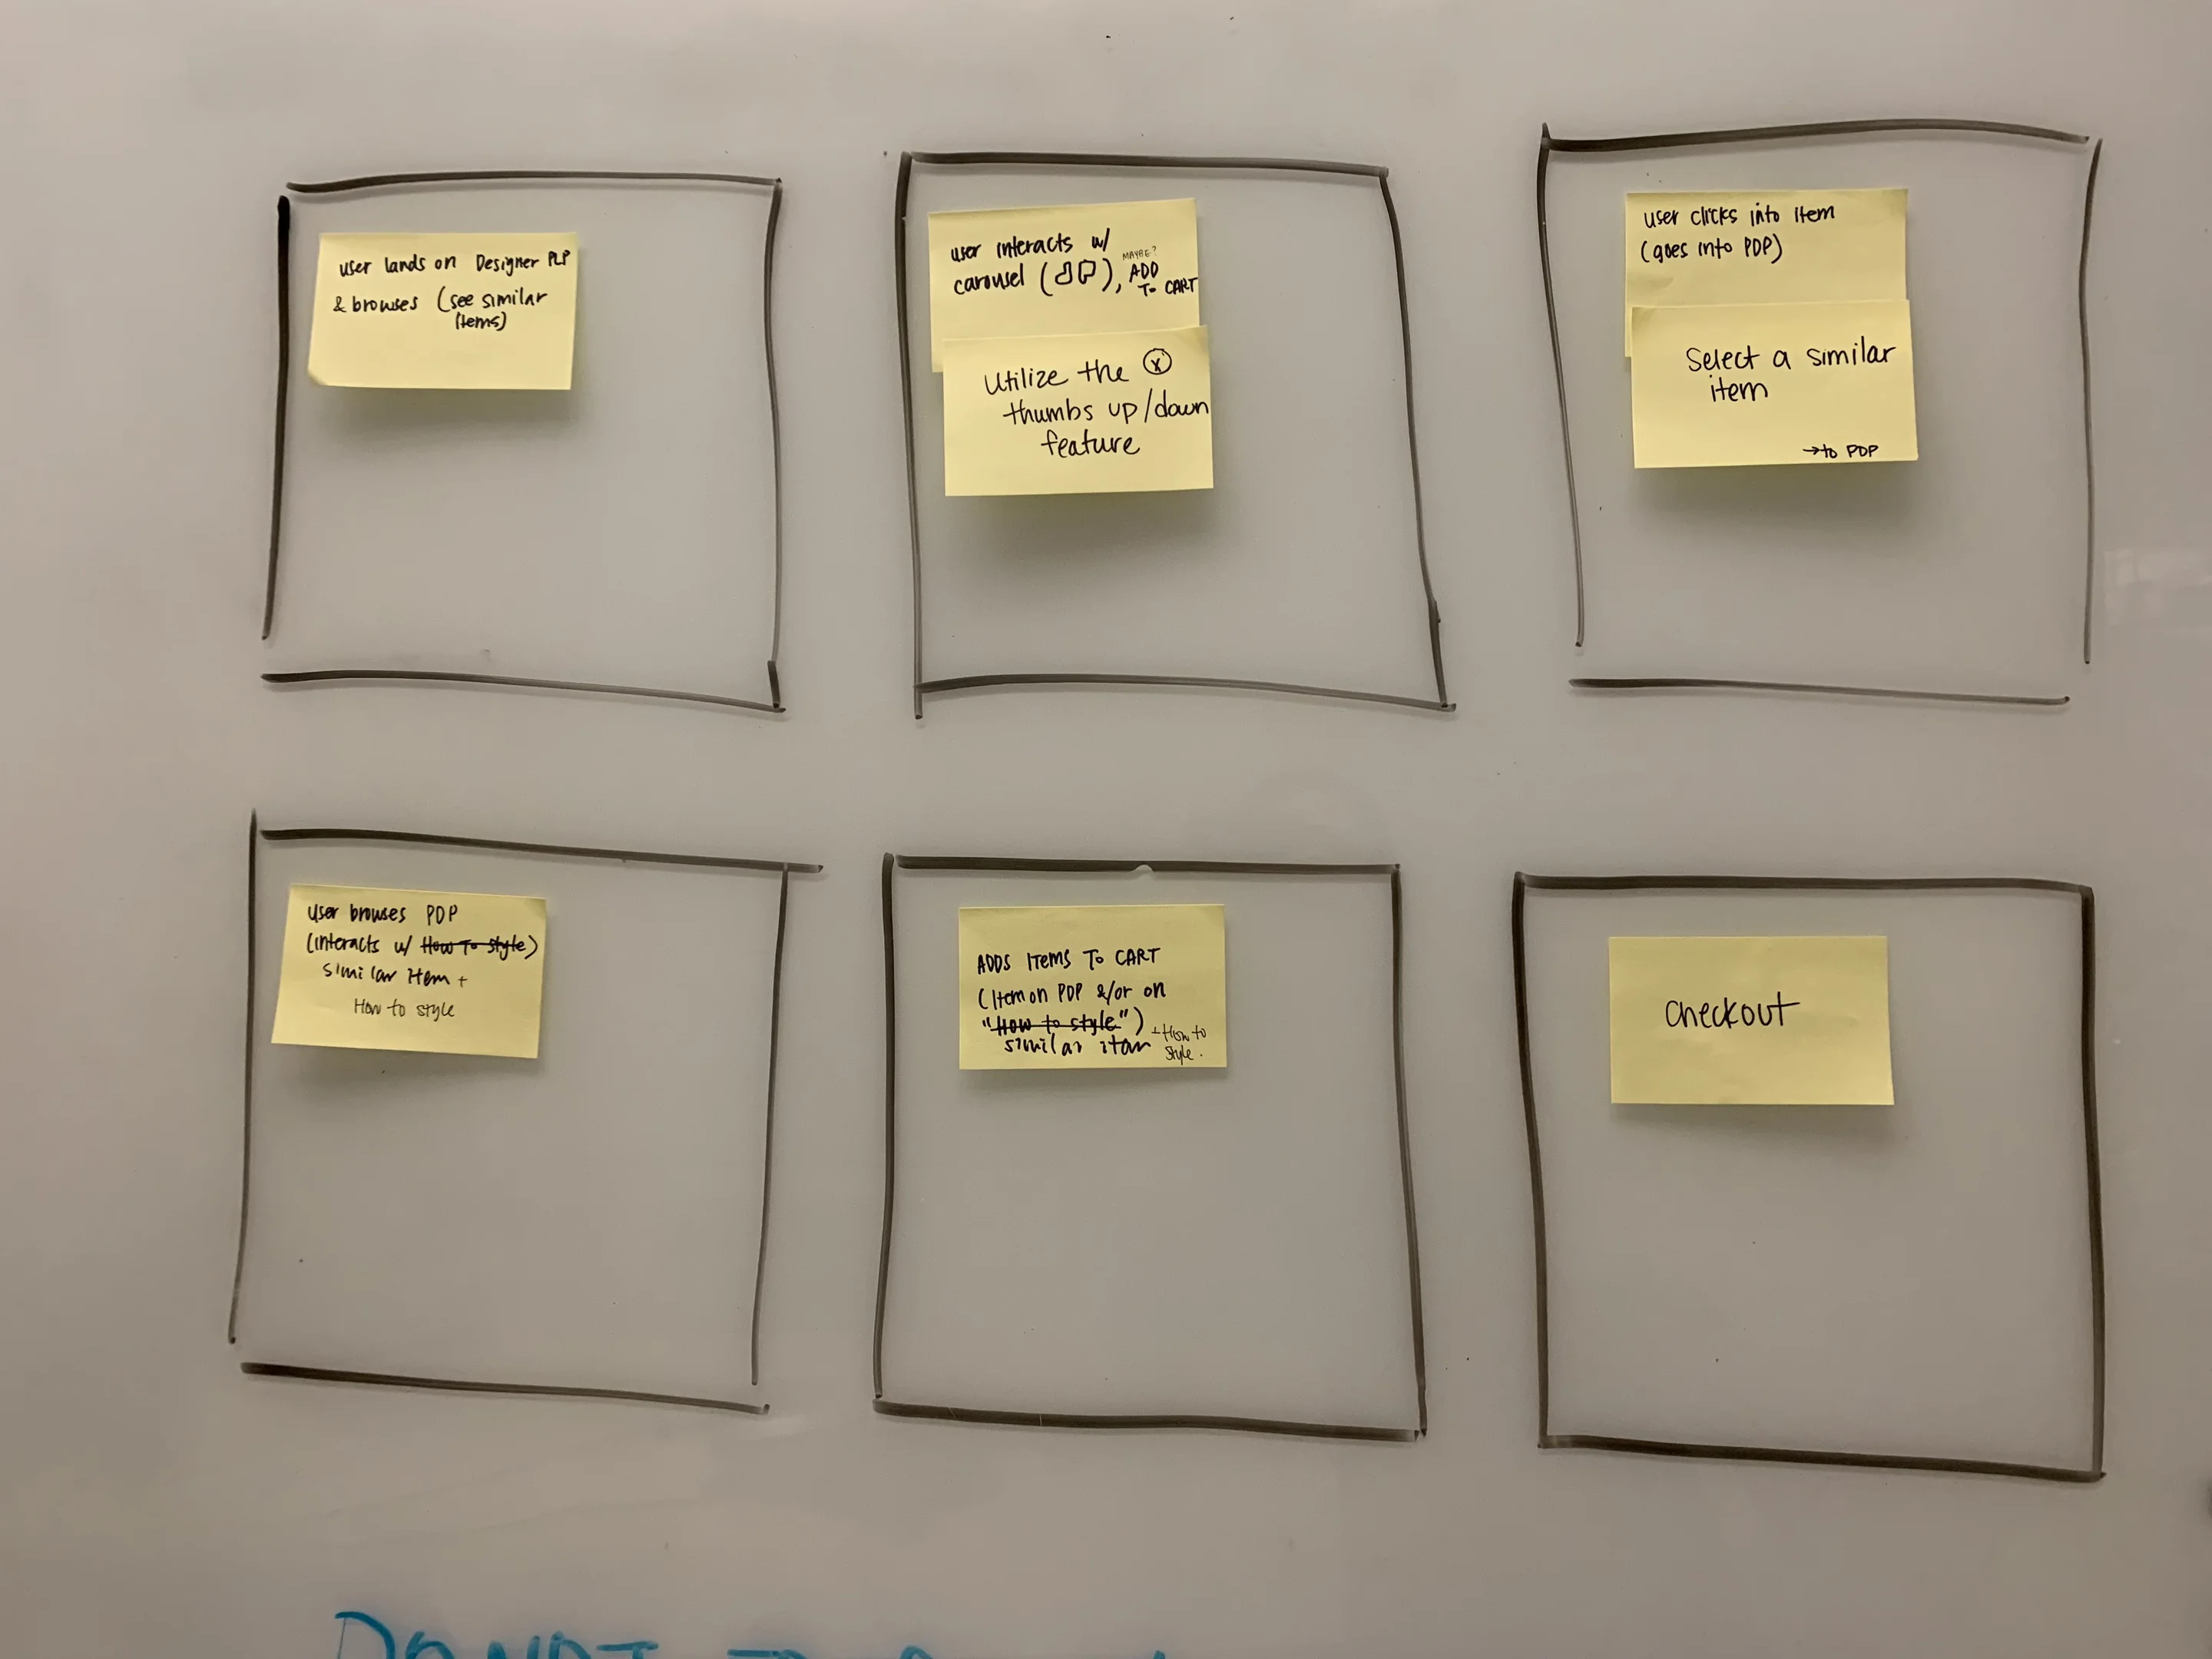 user lands on Designer PLP
& browses (see similar
items)
user interacts w/
carousel ( ), MAYBE? ADD
TO CART
Utilize the ⓧ
thumbs up/down
feature
user clicks into item
(goes into PDP)
Select a similar
item
→to PDP
user browses PDP
(interacts w/ How To Style)
similar item +
How to style
ADDS ITEMS TO CART
(item on PDP &/or on
"How to style")
similar item + How to
style.
checkout
DO NOT